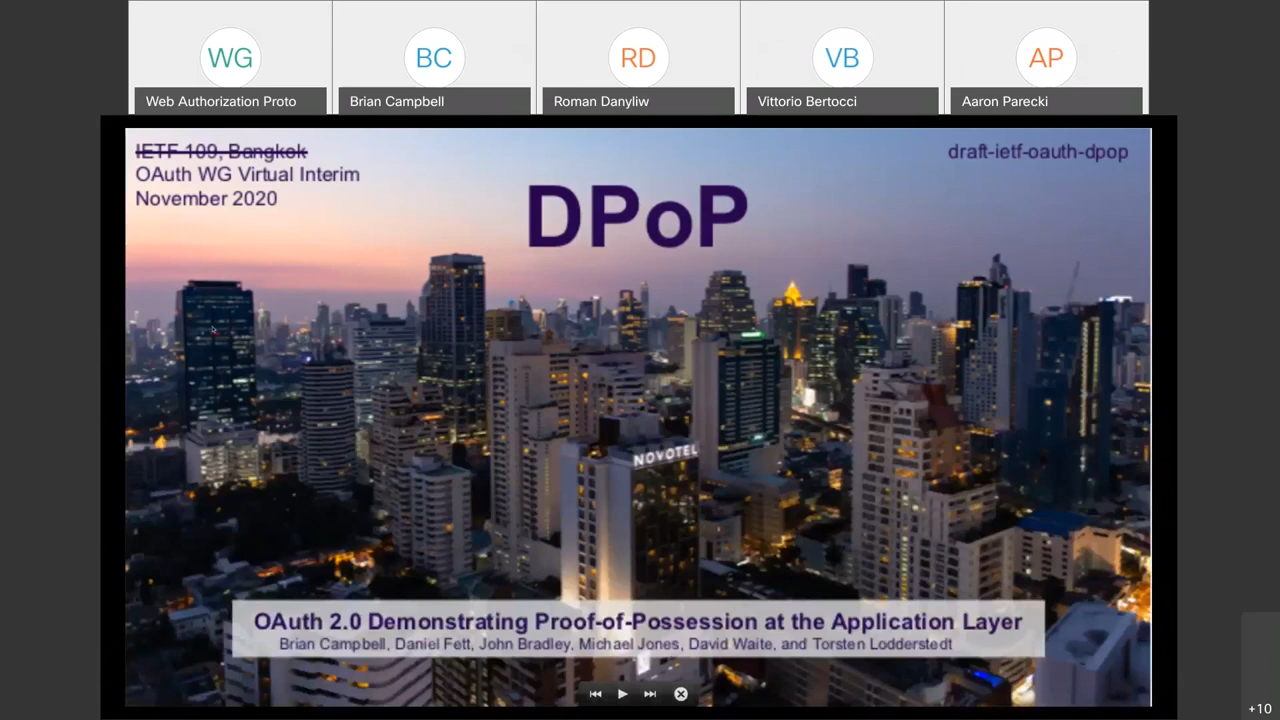 WG
BC
RD
VB
AP
Web Authorization Proto
Brian Campbell
Roman Danyliw
Vittorio Bertocci
Aaron Parecki
IETF 109, Bangkok
OAuth WG Virtual Interim
November 2020
draft-ietf-oauth-dpop
DPoP
NOVOTEL
OAuth 2.0 Demonstrating Proof-of-Possession at the Application Layer
Brian Campbell, Daniel Fett, John Bradley, Michael Jones, David Waite, and Torsten Lodderstedt
+10